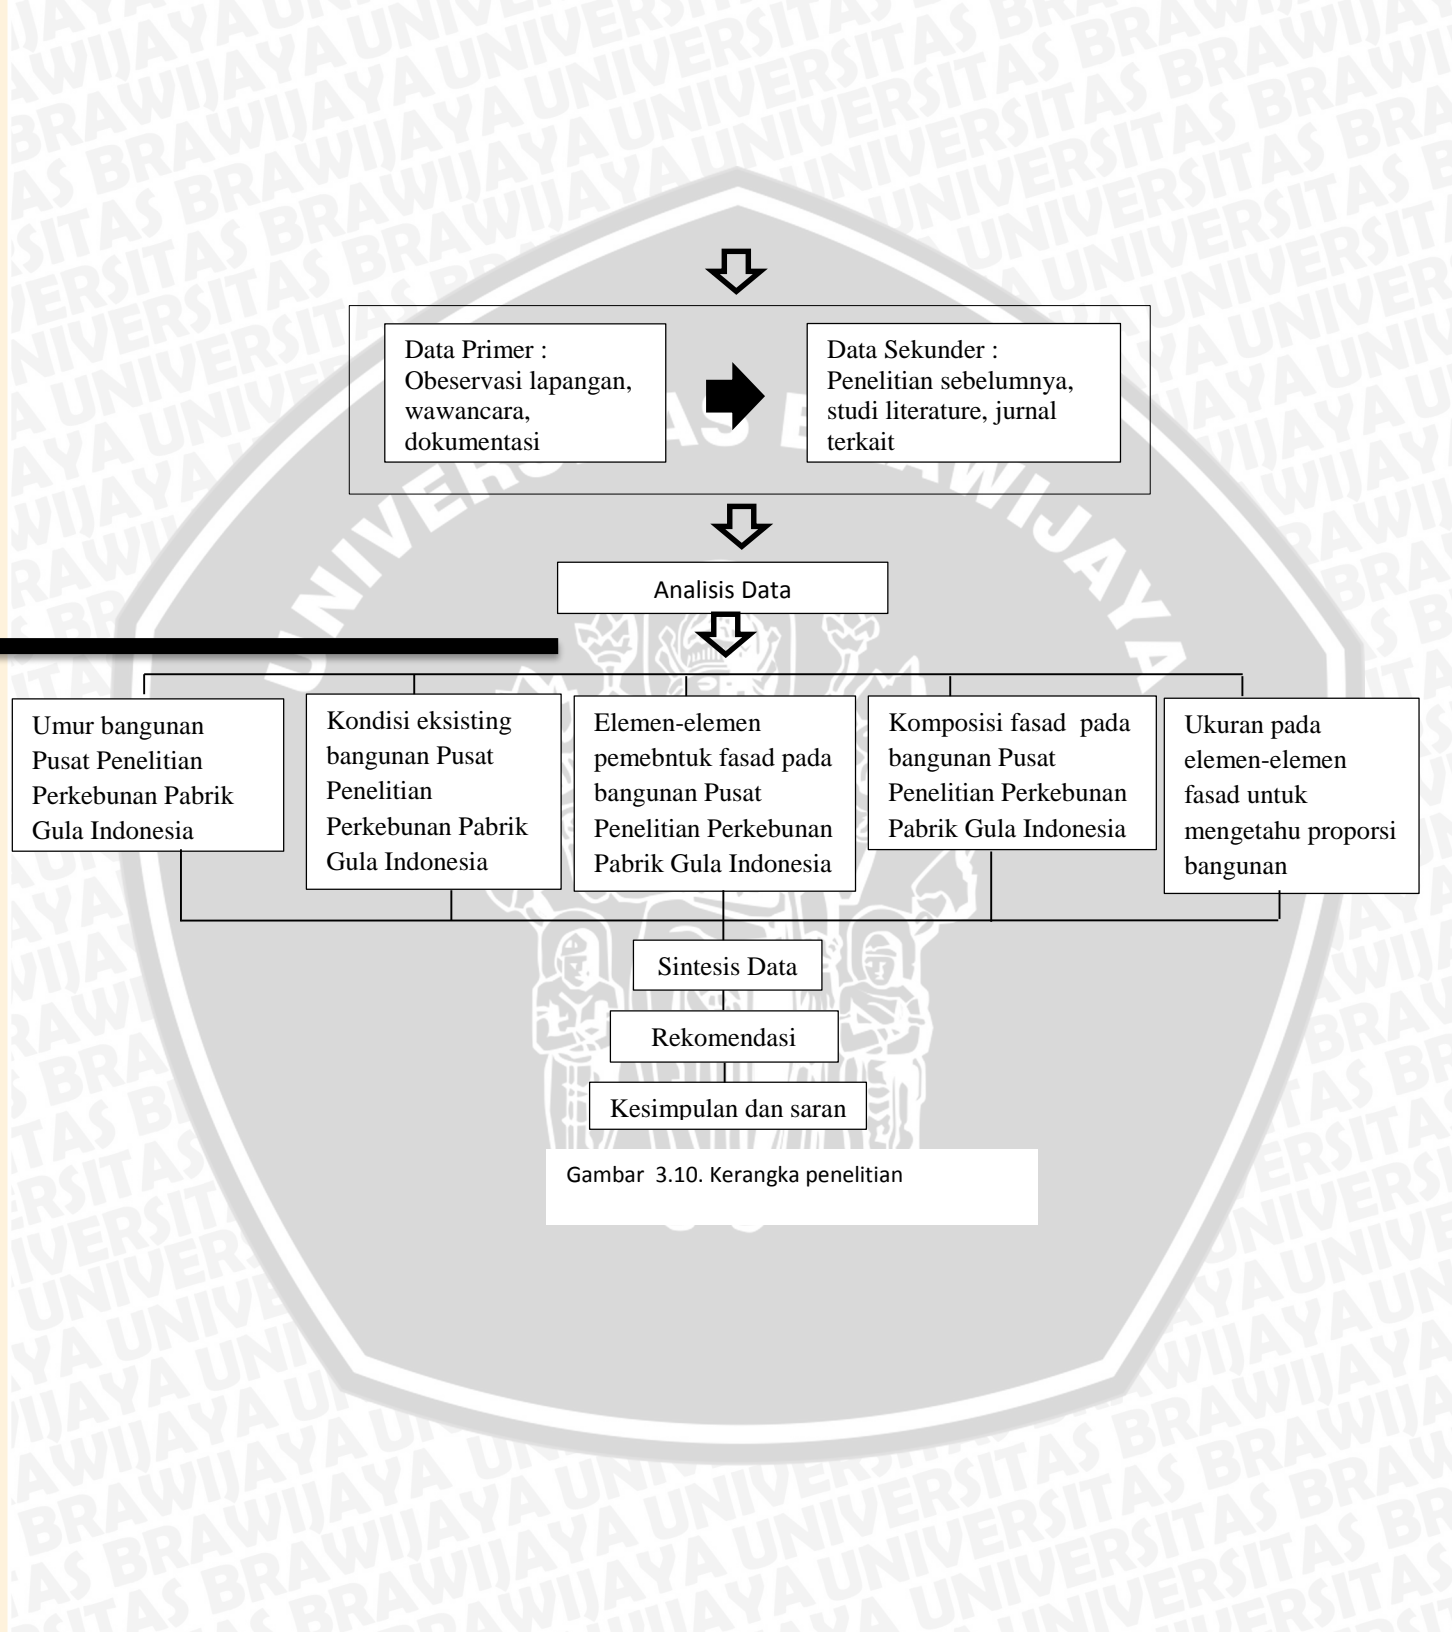 Data Primer :
Obeservasi lapangan,
wawancara,
dokumentasi
Data Sekunder :
Penelitian sebelumnya,
studi literature, jurnal
terkait
Analisis Data
Umur bangunan
Pusat Penelitian
Perkebunan Pabrik
Gula Indonesia
Kondisi eksisting
bangunan Pusat
Penelitian
Perkebunan Pabrik
Gula Indonesia
Elemen-elemen
pemebntuk fasad pada
bangunan Pusat
Penelitian Perkebunan
Pabrik Gula Indonesia
Komposisi fasad  pada
bangunan Pusat
Penelitian Perkebunan
Pabrik Gula Indonesia
Ukuran pada
elemen-elemen
fasad untuk
mengetahu proporsi
bangunan
Sintesis Data
Rekomendasi
Kesimpulan dan saran
Gambar  3.10. Kerangka penelitian
UNIVERSITAS BRAWIJAYA